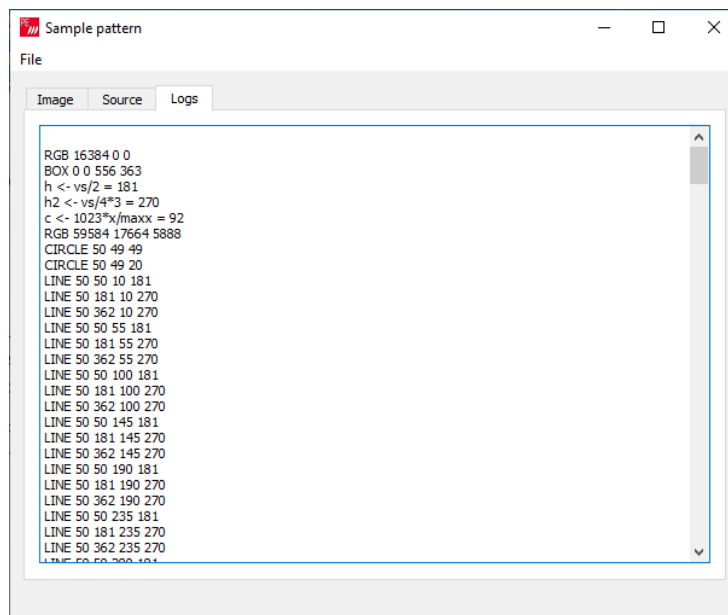 PE
Sample pattern
File
Image Source Logs
RGB 16384 0 0
BOX 0 0 556 363
h <- vs/2 = 181
h2 <- vs/4*3 = 270
c <- 1023*x/maxx = 92
RGB 59584 17664 5888
CIRCLE 50 49 49
CIRCLE 50 49 20
LINE 50 50 10 181
LINE 50 181 10 270
LINE 50 362 10 270
LINE 50 50 55 181
LINE 50 181 55 270
LINE 50 362 55 270
LINE 50 50 100 181
LINE 50 181 100 270
LINE 50 362 100 270
LINE 50 50 145 181
LINE 50 181 145 270
LINE 50 362 145 270
LINE 50 50 190 181
LINE 50 181 190 270
LINE 50 362 190 270
LINE 50 50 235 181
LINE 50 181 235 270
LINE 50 362 235 270
LINE 50 50 280 181